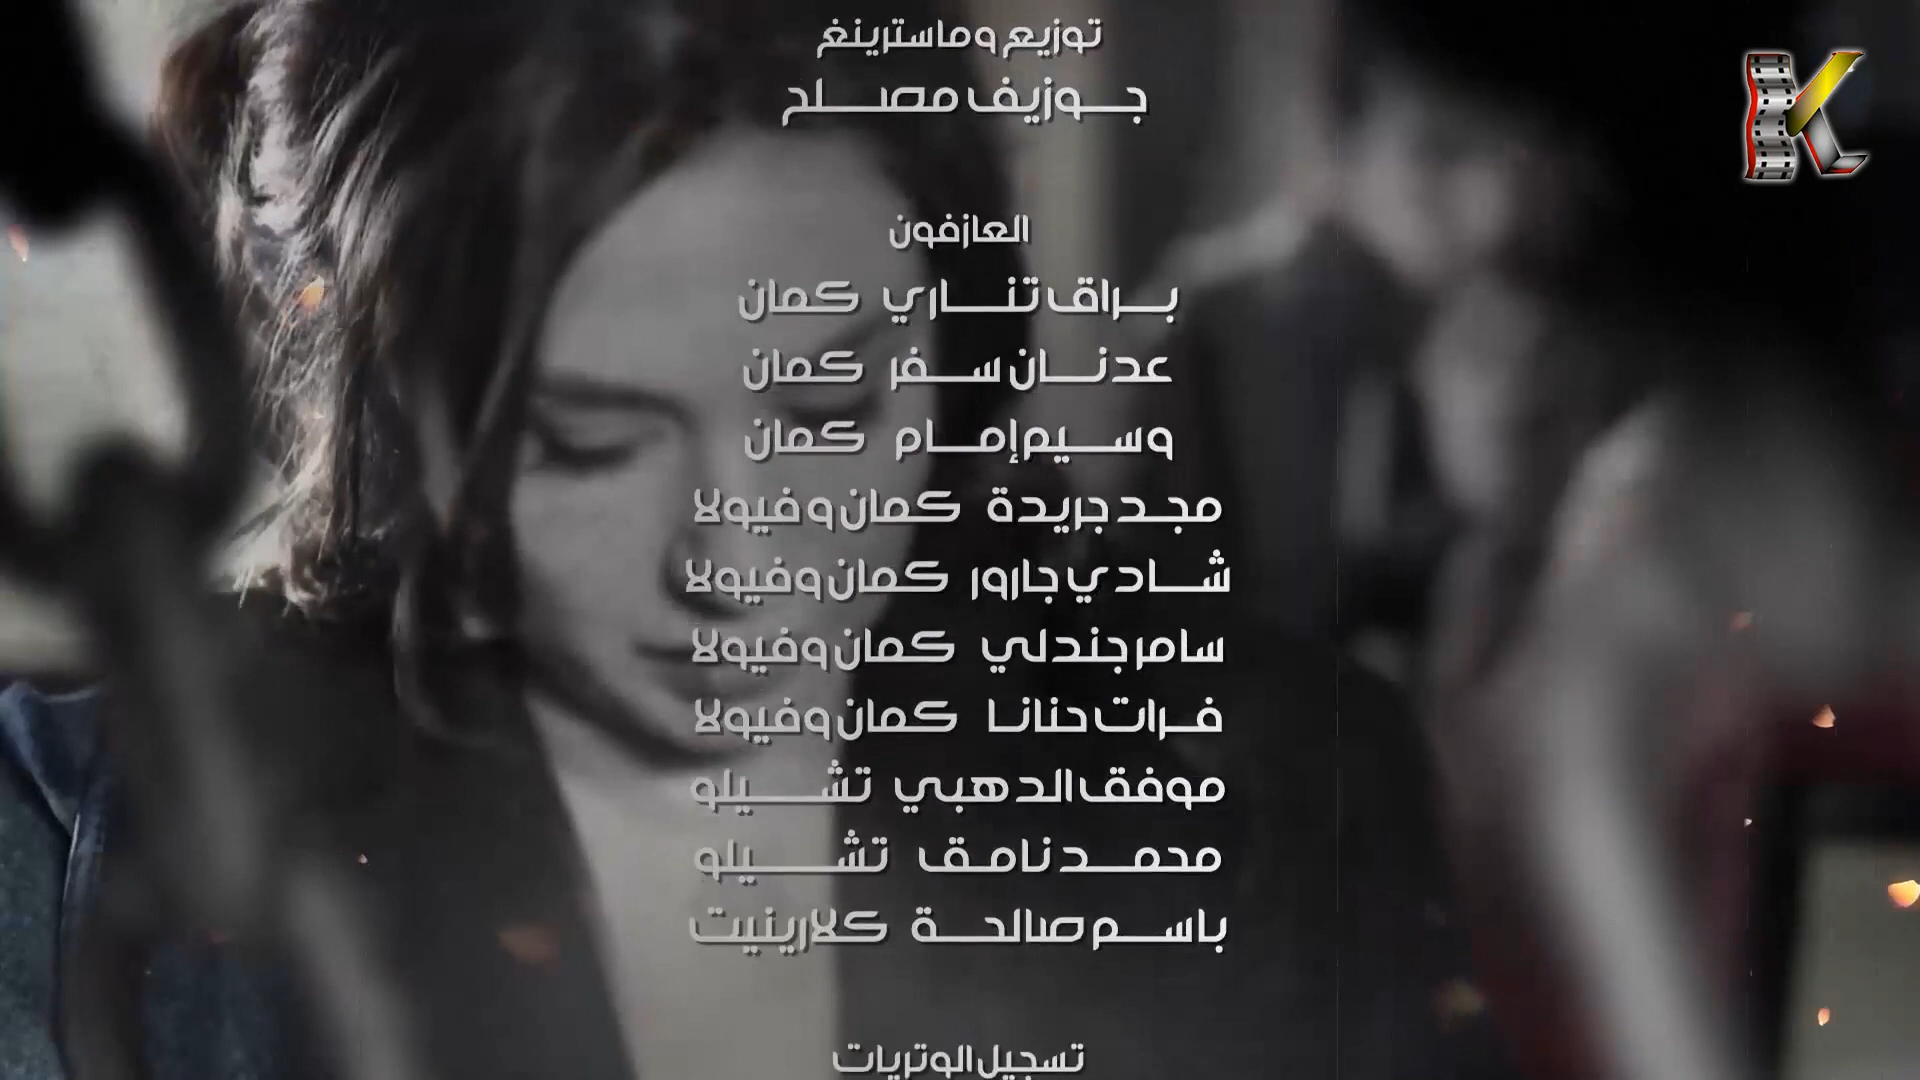 توزيع وماسترينغ
جوزيف مصلح
العازفون
براق تناري كمان
عدنان سفر كمان
وسيم إمام كمان
مجد جريدة كمان وفيولا
شادي جارور كمان وفيولا
سامر جندلي كمان وفيولا
فرات حنانا كمان وفيولا
موفق الدهبي تشيلو
محمد نامق تشيلو
باسم صالحة كلارينيت
تسجيل الوتريات